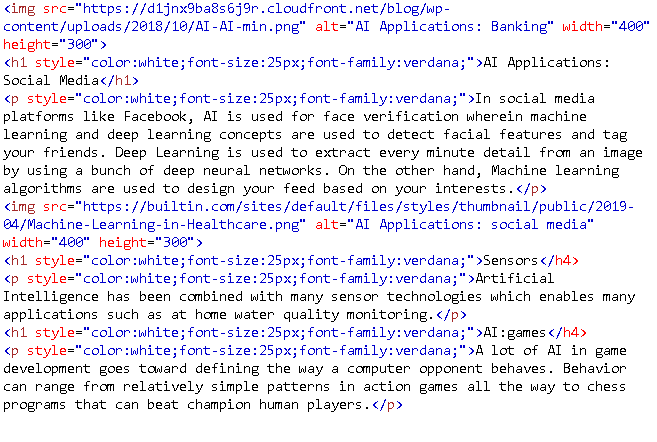 <img src="https://d1jnx9ba8s6j9r.cloudfront.net/blog/wp-
content/uploads/2018/10/AI-AI-min.png" alt="AI Applications: Banking" width="400"
height="300">
<h1 style="color:white;font-size:25px;font-family:verdana;">AI Applications:
Social Media</h1>
<p style="color:white;font-size:25px;font-family:verdana;">In social media
platforms like Facebook, AI is used for face verification wherein machine
learning and deep learning concepts are used to detect facial features and tag
your friends. Deep Learning is used to extract every minute detail from an image
by using a bunch of deep neural networks. On the other hand, Machine learning
algorithms are used to design your feed based on your interests.</p>
<img src="https://builtin.com/sites/default/files/styles/thumbnail/public/2019-
04/Machine-Learning-in-Healthcare.png" alt="AI Applications: social media"
width="400" height="300">
<h1 style="color:white;font-size:25px;font-family:verdana;">Sensors</h4>
<p style="color:white;font-size:25px;font-family:verdana;">Artificial
Intelligence has been combined with many sensor technologies which enables many
applications such as at home water quality monitoring.</p>
<h1 style="color:white;font-size:25px;font-family:verdana;">AI:games</h4>
<p style="color:white;font-size:25px;font-family:verdana;">A lot of AI in game
development goes toward defining the way a computer opponent behaves. Behavior
can range from relatively simple patterns in action games all the way to chess
programs that can beat champion human players.</p>